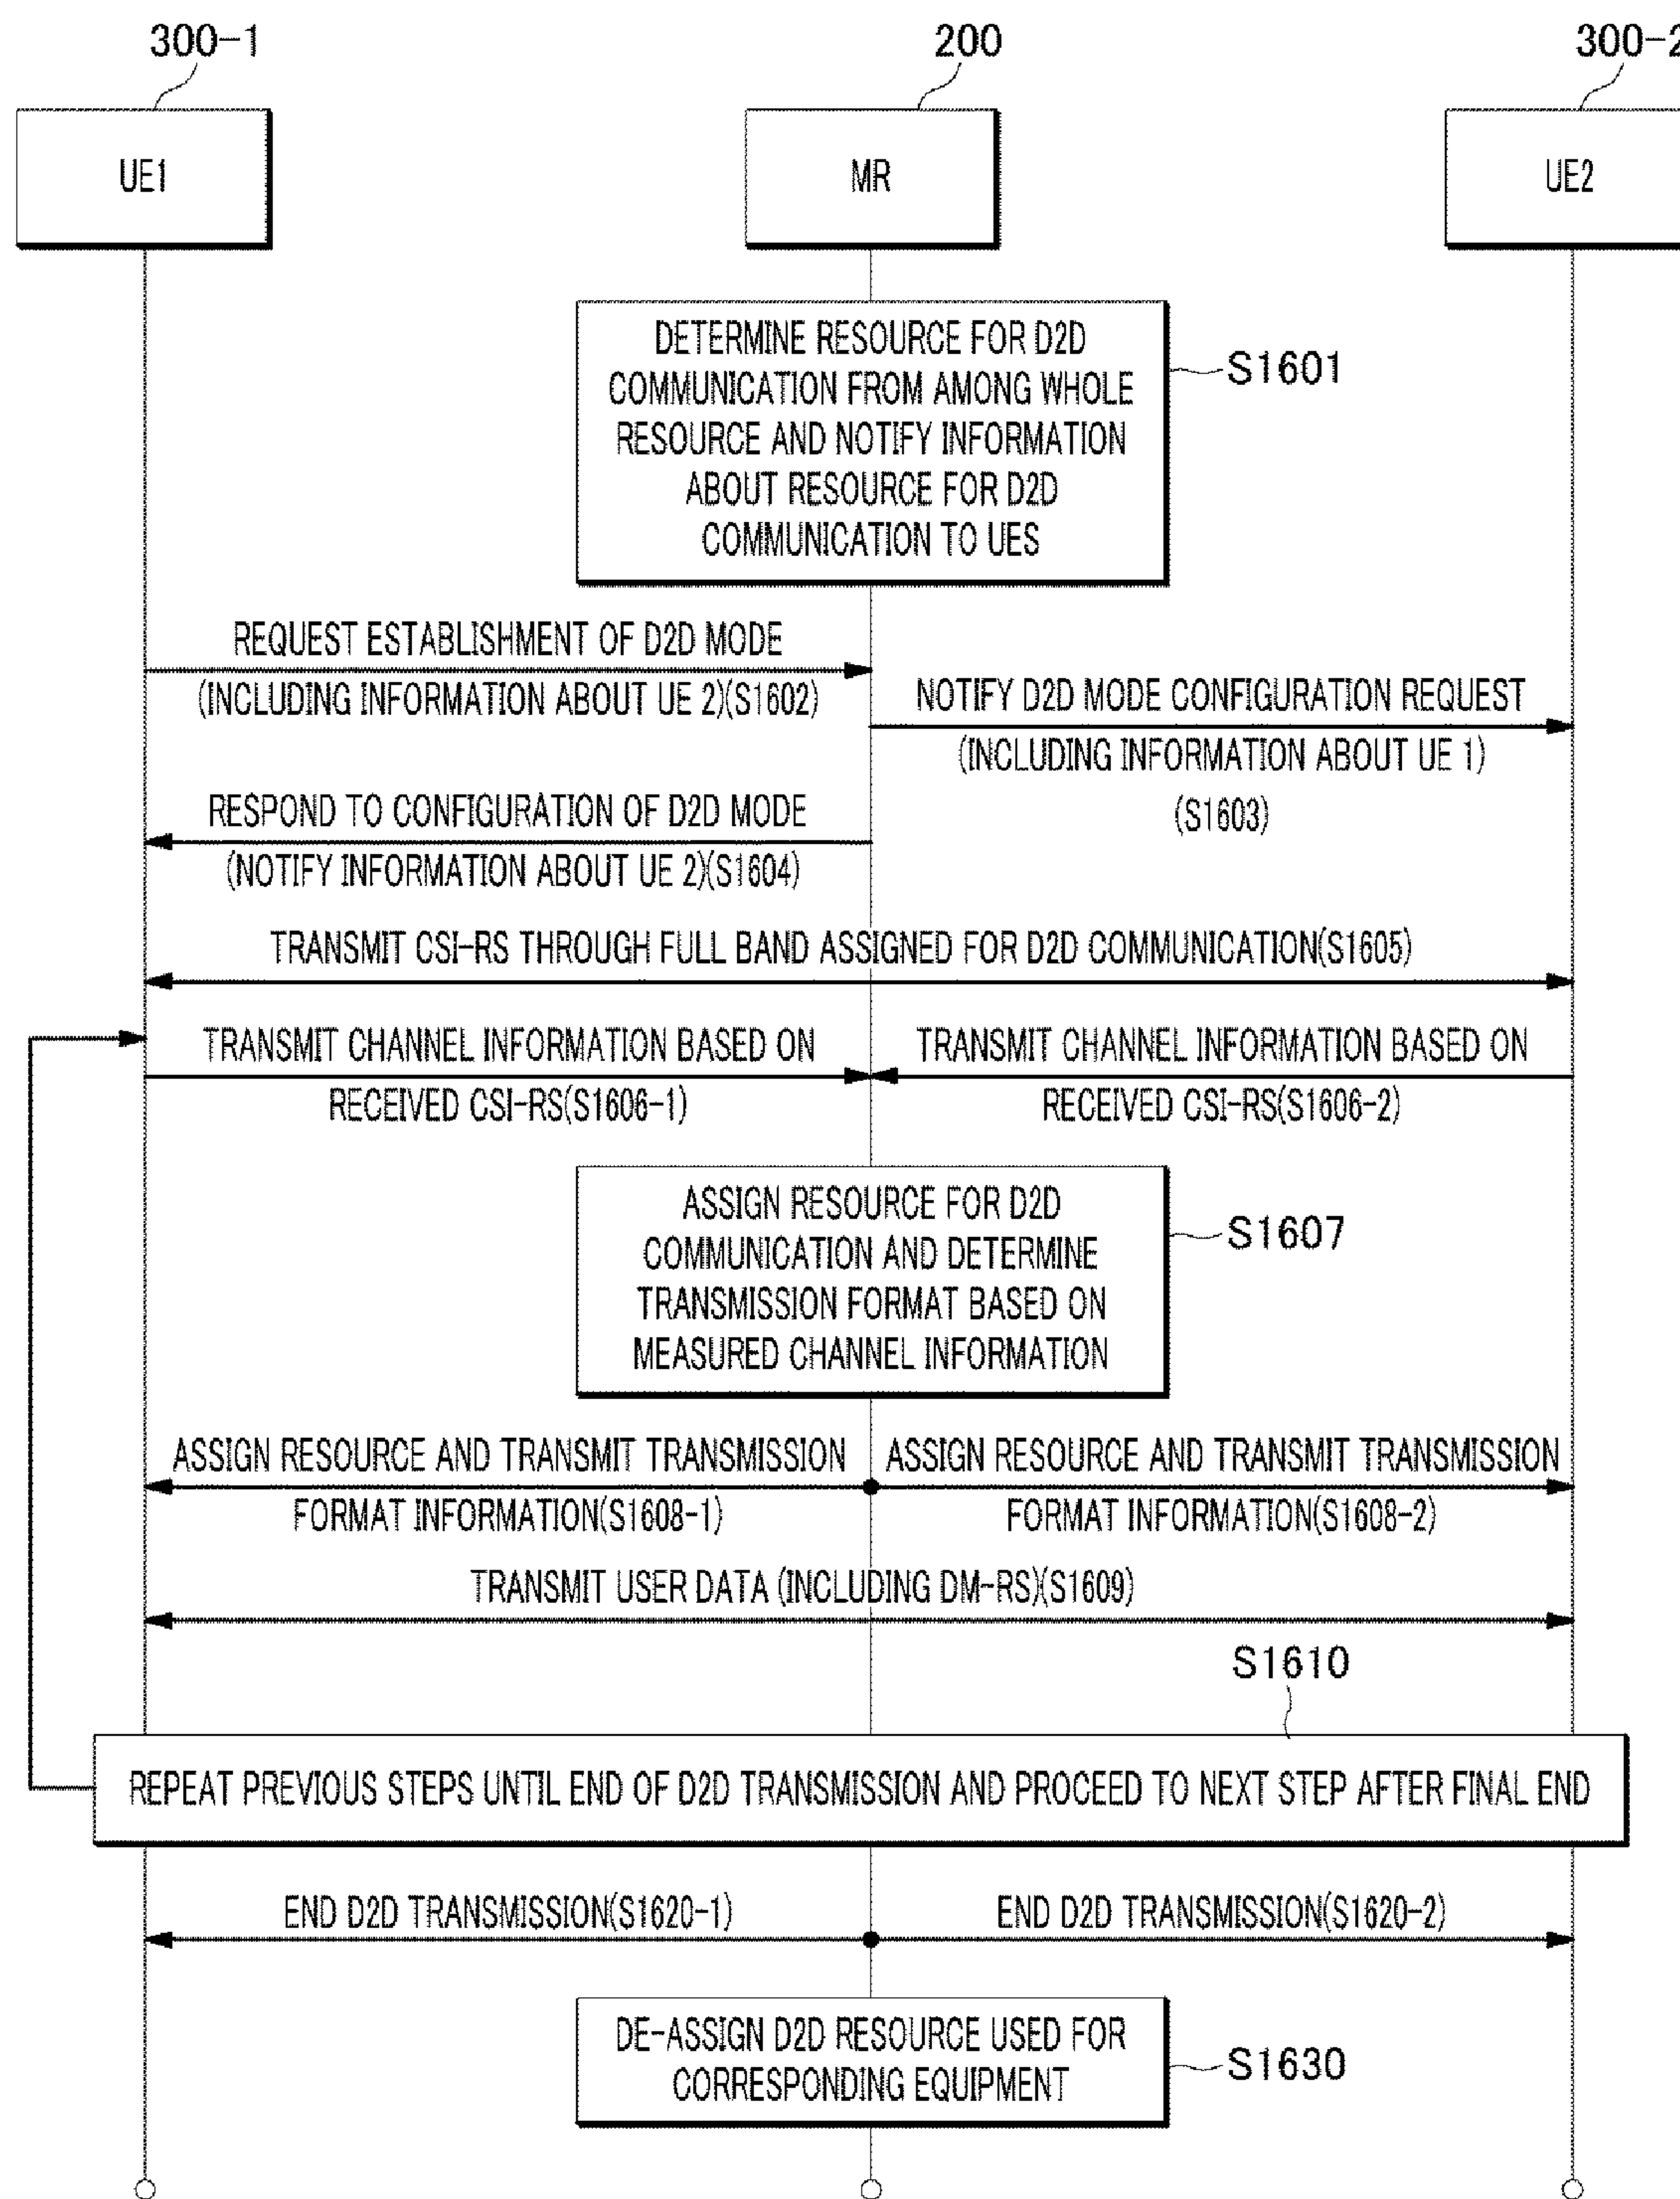 300-1
200
300-2
UE1
MR
UE2
DETERMINE RESOURCE FOR D2D
COMMUNICATION FROM AMONG WHOLE
RESOURCE AND NOTIFY INFORMATION
ABOUT RESOURCE FOR D2D
COMMUNICATION TO UES
S1601
REQUEST ESTABLISHMENT OF D2D MODE
(INCLUDING INFORMATION ABOUT UE 2)(S1602)
NOTIFY D2D MODE CONFIGURATION REQUEST
(INCLUDING INFORMATION ABOUT UE 1)
(S1603)
RESPOND TO CONFIGURATION OF D2D MODE
(NOTIFY INFORMATION ABOUT UE 2)(S1604)
TRANSMIT CSI-RS THROUGH FULL BAND ASSIGNED FOR D2D COMMUNICATION(S1605)
TRANSMIT CHANNEL INFORMATION BASED ON
RECEIVED CSI-RS(S1606-1)
TRANSMIT CHANNEL INFORMATION BASED ON
RECEIVED CSI-RS(S1606-2)
ASSIGN RESOURCE FOR D2D
COMMUNICATION AND DETERMINE
TRANSMISSION FORMAT BASED ON
MEASURED CHANNEL INFORMATION
S1607
ASSIGN RESOURCE AND TRANSMIT TRANSMISSION
FORMAT INFORMATION(S1608-1)
ASSIGN RESOURCE AND TRANSMIT TRANSMISSION
FORMAT INFORMATION(S1608-2)
TRANSMIT USER DATA (INCLUDING DM-RS)(S1609)
S1610
REPEAT PREVIOUS STEPS UNTIL END OF D2D TRANSMISSION AND PROCEED TO NEXT STEP AFTER FINAL END
END D2D TRANSMISSION(S1620-1)
END D2D TRANSMISSION(S1620-2)
DE-ASSIGN D2D RESOURCE USED FOR
CORRESPONDING EQUIPMENT
S1630